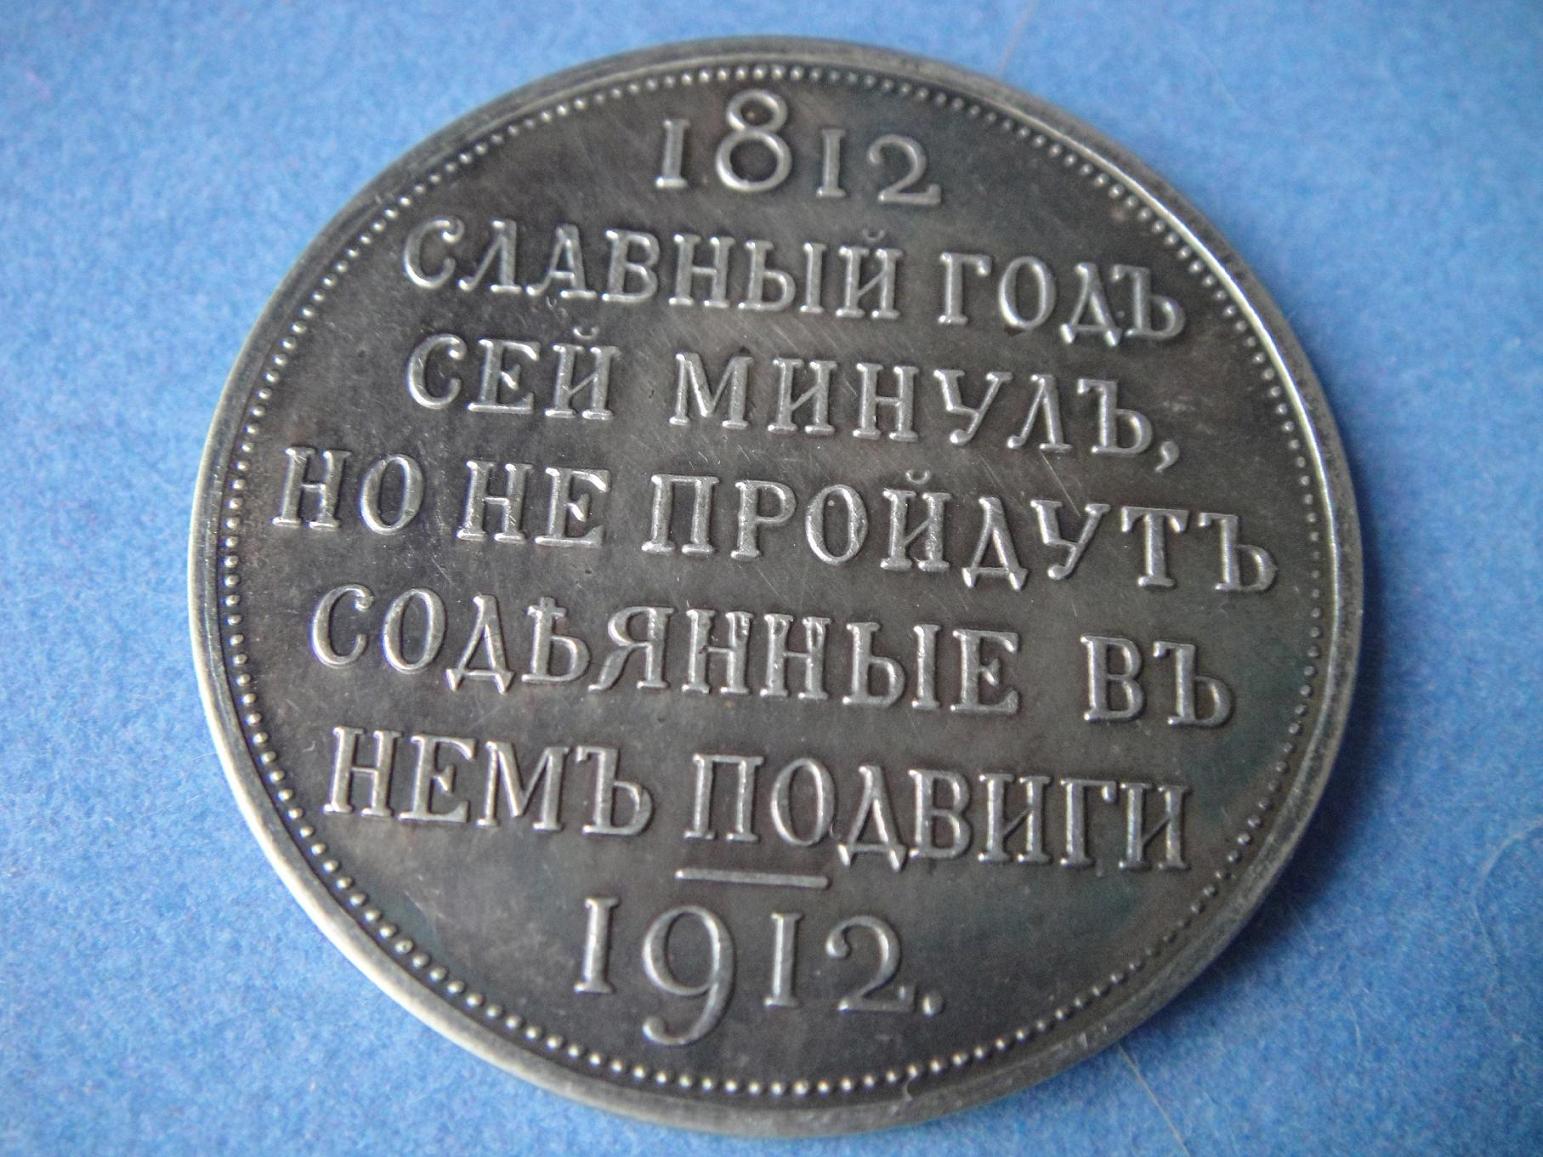 1812
СЛАВНЫЙ ГОДЪ
СЕЙ МИНУЛЪ,
НО НЕ ПРОЙДУТЪ
СОДѢЯННЫЕ ВЪ
НЕМЪ ПОДВИГИ
1912.